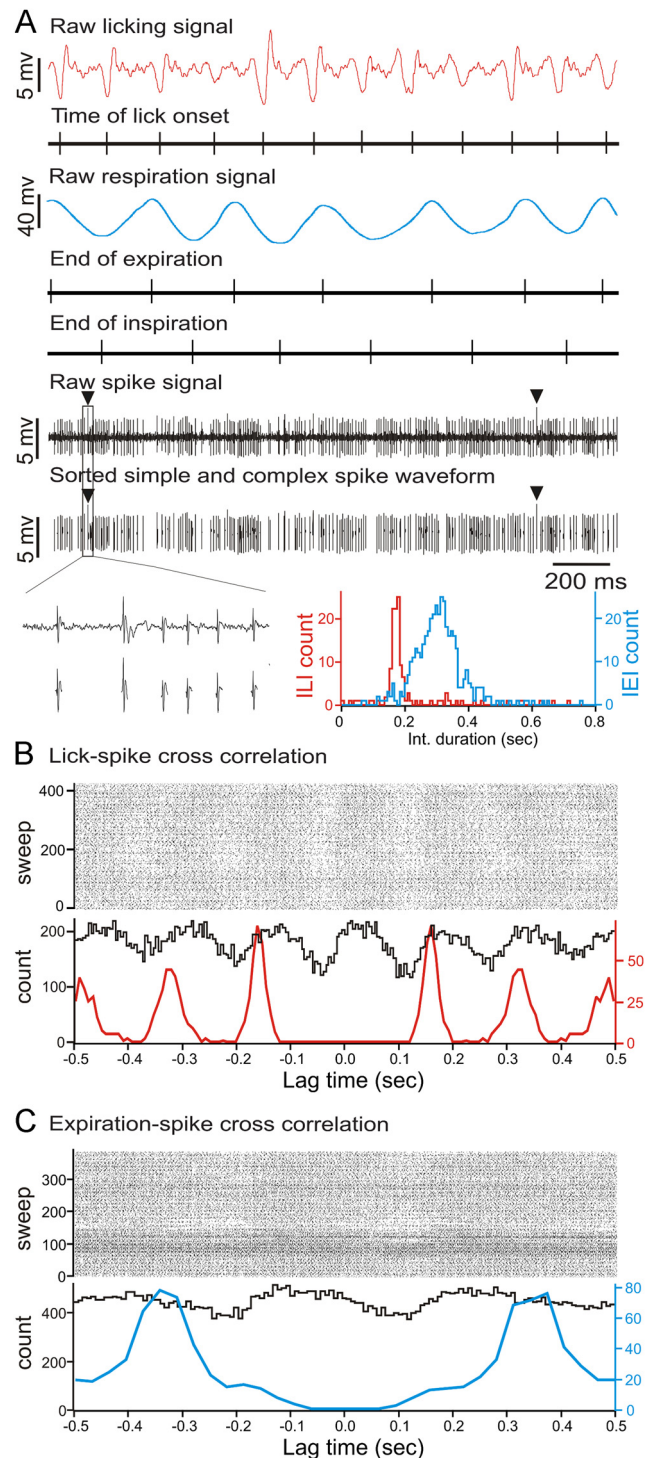 A
Raw licking signal
5 mv
Time of lick onset
Raw respiration signal
40 mv
End of expiration
End of inspiration
Raw spike signal
5 mv
Sorted simple and complex spike waveform
5 mv
200 ms
ILI count
20
10
0
IEI count
20
10
0
0 0.2 0.4 0.6 0.8
Int. duration (sec)
B Lick-spike cross correlation
sweep
400
200
0
count
200
100
0
50
25
0
-0.5 -0.4 -0.3 -0.2 -0.1 0.0 0.1 0.2 0.3 0.4 0.5
Lag time (sec)
C Expiration-spike cross correlation
sweep
300
200
100
0
count
400
200
0
80
60
40
20
0
-0.5 -0.4 -0.3 -0.2 -0.1 0.0 0.1 0.2 0.3 0.4 0.5
Lag time (sec)